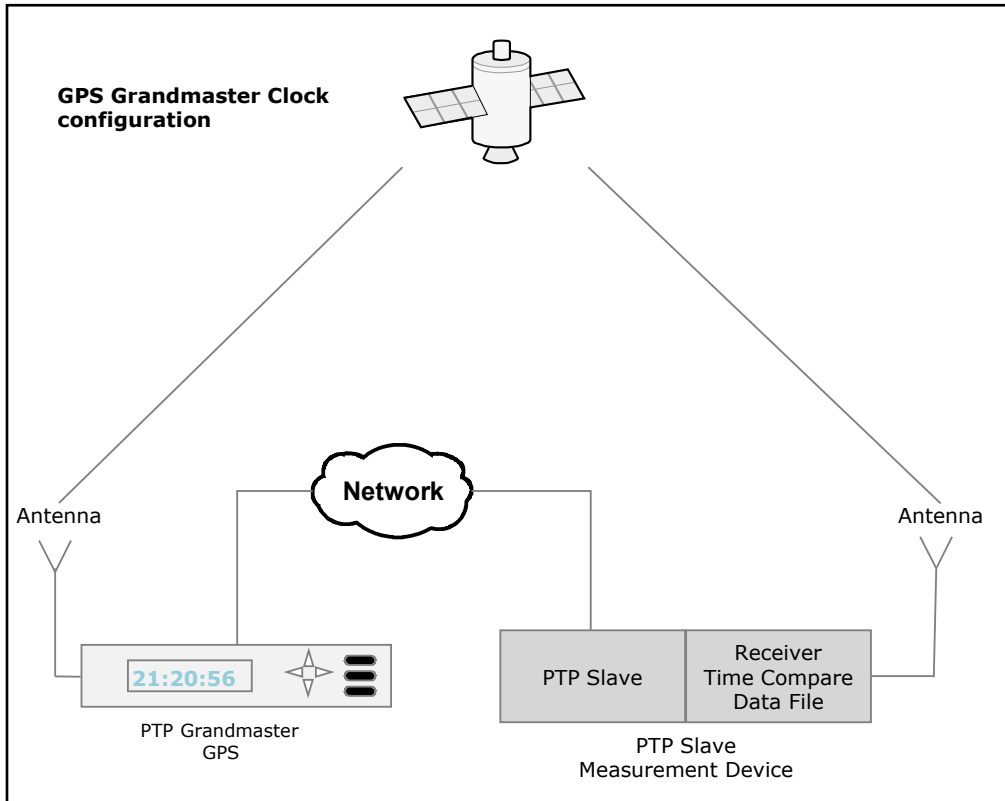 GPS Grandmaster Clock
configuration
Network
Antenna
Antenna
21:20:56
PTP Slave
Receiver
Time Compare
Data File
PTP Grandmaster
GPS
PTP Slave
Measurement Device